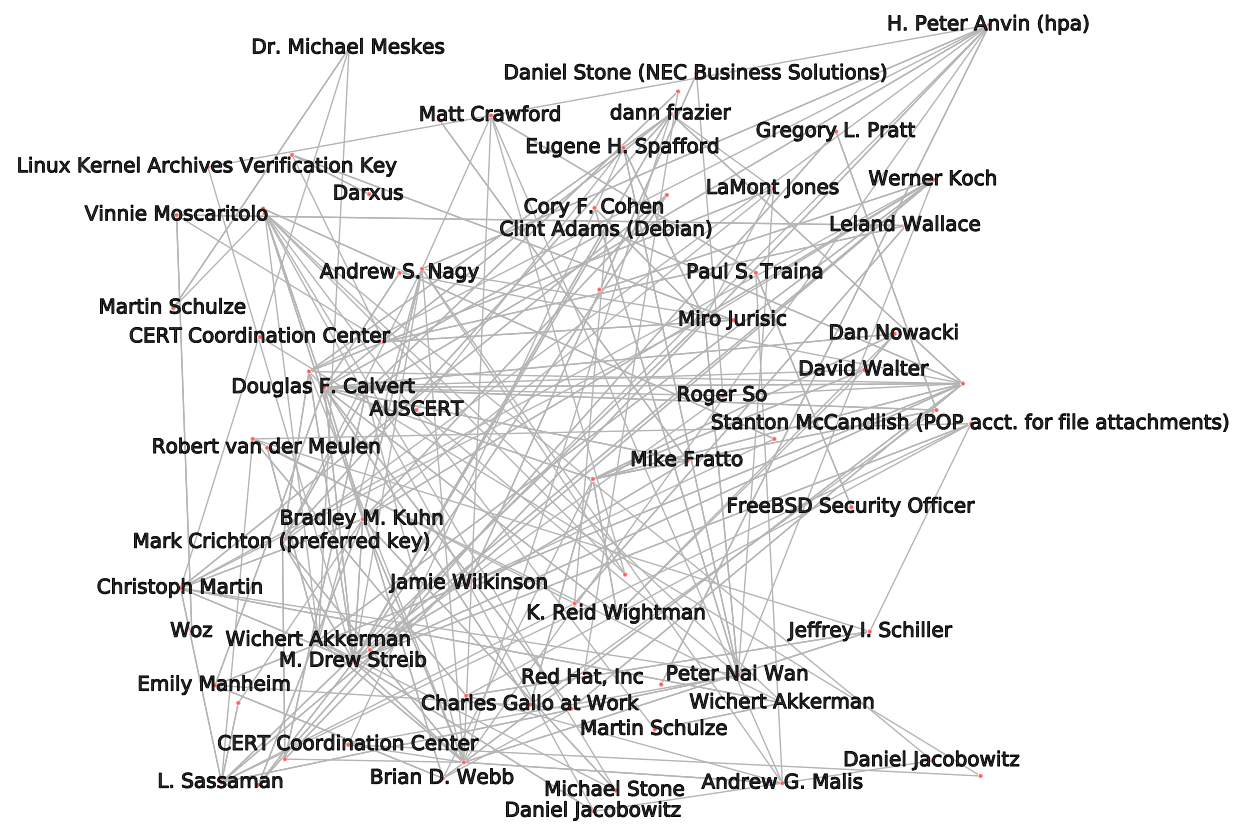 H. Peter Anvin (hpa)
Dr. Michael Meskes
Daniel Stone (NEC Business Solutions)
Matt Crawford
dann frazier
Gregory L. Pratt
Eugene H. Spafford
Linux Kernel Archives Verification Key
Werner Koch
LaMont Jones
Darxus
Cory F. Cohen
Vinnie Moscaritolo
Leland Wallace
Clint Adams (Debian)
Andrew S. Nagy
Paul S. Traina
Martin Schulze
Miro Jurisic
CERT Coordination Center
Dan Nowacki
David Walter
Douglas F. Calvert
Roger So
AUSCERT
Stanton McCandlish (POP acct. for file attachments)
Robert van der Meulen
Mike Fratto
FreeBSD Security Officer
Bradley M. Kuhn
Mark Crichton (preferred key)
Jamie Wilkinson
Christoph Martin
K. Reid Wightman
Woz
Jeffrey I. Schiller
Wichert Akkerman
M. Drew Streib
Peter Nai Wan
Red Hat, Inc
Emily Manheim
Charles Gallo at Work
Wichert Akkerman
Martin Schulze
CERT Coordination Center
Daniel Jacobowitz
Brian D. Webb
L. Sassaman
Andrew G. Malis
Michael Stone
Daniel Jacobowitz